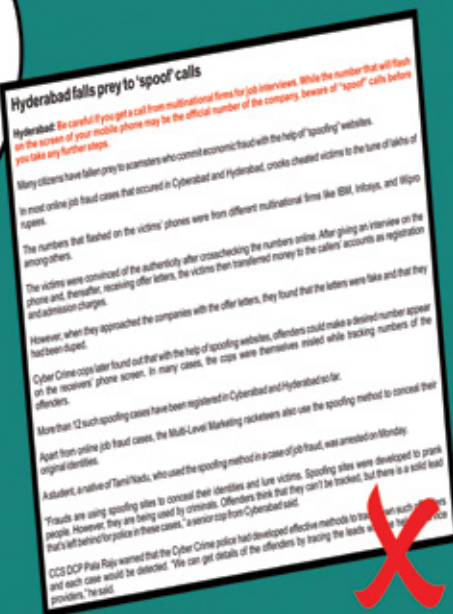 Hyderabad falls prey to 'spoof' calls
Hyderabad: Be careful if you get a call from multinational firms for job interviews. While the number that will flash
on the screen of your mobile phone may be the official number of the company, beware of "spoof" calls before
you take any further steps.
Many citizens have fallen prey to scamsters who commit economic fraud with the help of "spoofing" websites.
In most online job fraud cases that occured in Cyberabad and Hyderabad, crooks cheated victims to the tune of lakhs of
rupees.
The numbers that flashed on the victims' phones were from different multinational firms like IBM, Infosys, and Wipro
among others.
The victims were convinced of the authenticity after crosschecking the numbers online. After giving an interview on the
phone and, thereafter, receiving offer letters, the victims then transferred money to the callers' accounts as registration
and admission charges.
However, when they approached the companies with the offer letters, they found that the letters were fake and that they
had been duped.
Cyber Crime cops later found out that with the help of spoofing websites, offenders could make a desired number appear
on the receivers' phone screen. In many cases, the cops were themselves misled while tracking numbers of the
offenders.
More than 12 such spoofing cases have been registered in Cyberabad and Hyderabad so far.
Apart from online job fraud cases, the Multi-Level Marketing racketeers also use the spoofing method to conceal their
original identities.
A student, a native of Tamil Nadu, who used the spoofing method in a case of job fraud, was arrested on Monday.
"Frauds are using spoofing sites to conceal their identities and lure victims. Spoofing sites were developed to prank
people. However, they are being used by criminals. Offenders think that they can't be tracked, but there is a solid lead
that's left behind for police in these cases," a senior cop from Cyberabad said.
CCS DCP Pala Raju warned that the Cyber Crime police had developed effective methods to such
and each case would be detected. "We can get details of the offenders by tracing the leads
providers," he said.